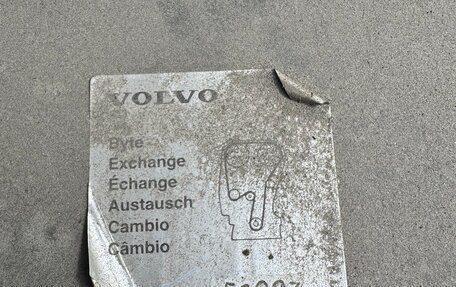 VOLVO
Byte
Exchange
Échange
Austausch
Cambio
Câmbio